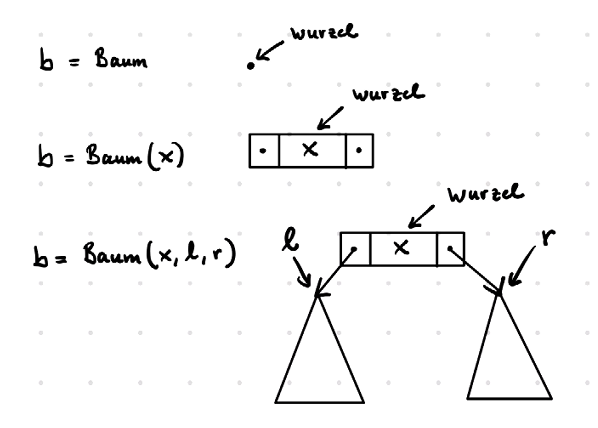 wurzel
b = Baum
wurzel
b = Baum(x)
x
wurzel
b = Baum(x, l, r)
l
x
r